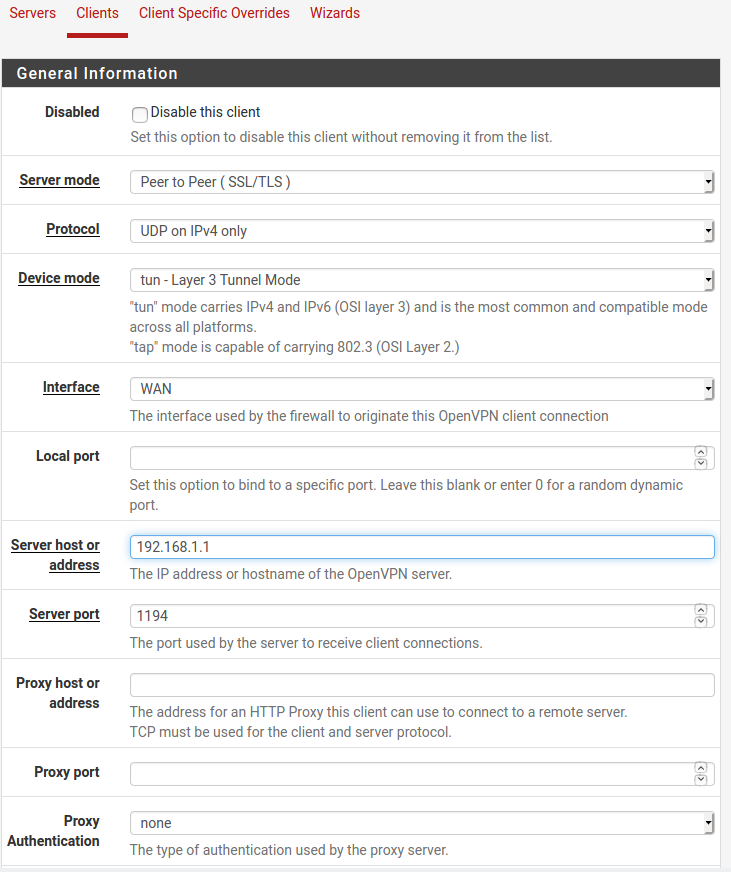 Servers Clients Client Specific Overrides Wizards
General Information
Disabled
Disable this client
Set this option to disable this client without removing it from the list.
Server mode
Peer to Peer ( SSL/TLS )
Protocol
UDP on IPv4 only
Device mode
tun - Layer 3 Tunnel Mode
"tun" mode carries IPv4 and IPv6 (OSI layer 3) and is the most common and compatible mode
across all platforms.
"tap" mode is capable of carrying 802.3 (OSI Layer 2.)
Interface
WAN
The interface used by the firewall to originate this OpenVPN client connection
Local port
Set this option to bind to a specific port. Leave this blank or enter 0 for a random dynamic
port.
Server host or
address
192.168.1.1
The IP address or hostname of the OpenVPN server.
Server port
1194
The port used by the server to receive client connections.
Proxy host or
address
The address for an HTTP Proxy this client can use to connect to a remote server.
TCP must be used for the client and server protocol.
Proxy port
Proxy
Authentication
none
The type of authentication used by the proxy server.